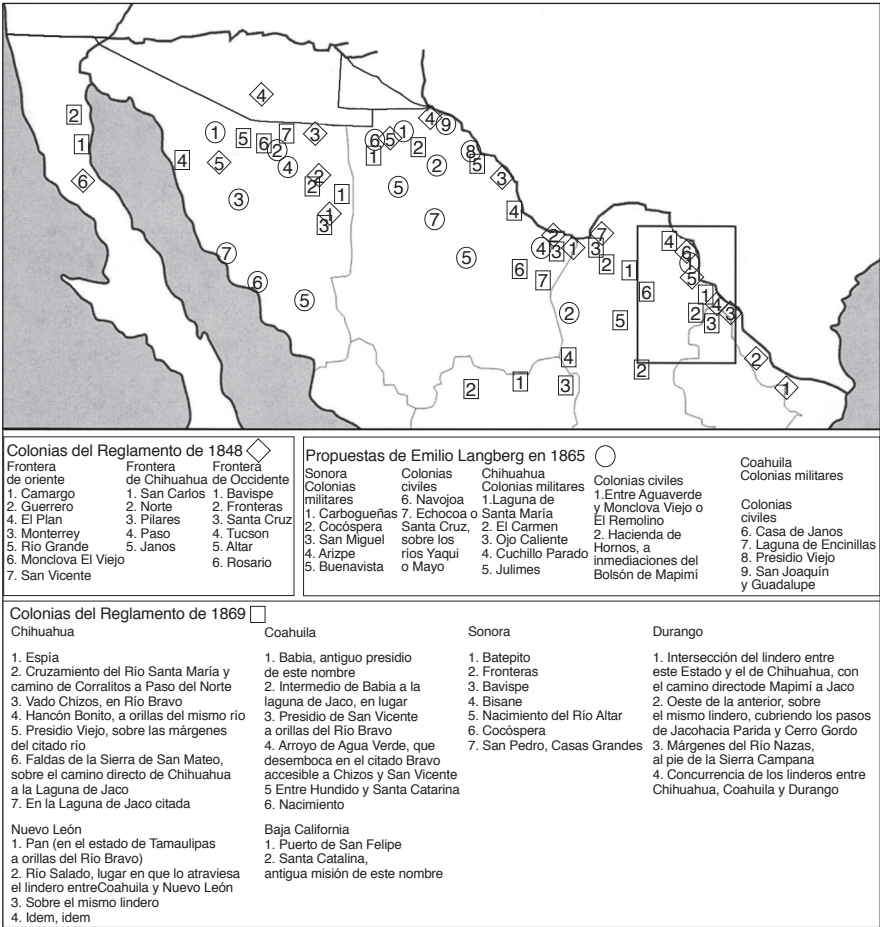 Colonias del Reglamento de 1848
Frontera
de oriente
1. Camargo
2. Guerrero
4. El Plan
3. Monterrey
5. Río Grande
6. Monclova El Viejo
7. San Vicente
Frontera
de Chihuahua
1. San Carlos
2. Norte
3. Pilares
4. Paso
5. Janos
Frontera
de Occidente
1. Bavispe
2. Fronteras
3. Santa Cruz
4. Tucson
5. Altar
6. Rosario
Propuestas de Emilio Langberg en 1865
Sonora
Colonias
militares
1. Carbogueñas
2. Cocóspera
3. San Miguel
4. Arizpe
5. Buenavista
Colonias
civiles
6. Navojoa
7. Echocoa o
Santa Cruz,
sobre los
ríos Yaqui
o Mayo
Chihuahua
Colonias militares
1.Laguna de
Santa María
2. El Carmen
3. Ojo Caliente
4. Cuchillo Parado
5. Julimes
Colonias civiles
1.Entre Aguaverde
y Monclova Viejo o
El Remolino
2. Hacienda de
Hornos, a
inmediaciones del
Bolsón de Mapimí
Coahuila
Colonias militares
Colonias
civiles
6. Casa de Janos
7. Laguna de Encinillas
8. Presidio Viejo
9. San Joaquín
y Guadalupe
Colonias del Reglamento de 1869
Chihuahua
1. Espía
2. Cruzamiento del Río Santa María y
camino de Corralitos a Paso del Norte
3. Vado Chizos, en Río Bravo
4. Hancón Bonito, a orillas del mismo río
5. Presidio Viejo, sobre las márgenes
del citado río
6. Faldas de la Sierra de San Mateo,
sobre el camino directo de Chihuahua
a la Laguna de Jaco
7. En la Laguna de Jaco citada
Nuevo León
1. Pan (en el estado de Tamaulipas
a orillas del Río Bravo)
2. Río Salado, lugar en que lo atraviesa
el lindero entreCoahuila y Nuevo León
3. Sobre el mismo lindero
4. Idem, idem
Coahuila
1. Babia, antiguo presidio
de este nombre
2. Intermedio de Babia a la
laguna de Jaco, en lugar
3. Presidio de San Vicente
a orillas del Río Bravo
4. Arroyo de Agua Verde, que
desemboca en el citado Bravo
accesible a Chizos y San Vicente
5 Entre Hundido y Santa Catarina
6. Nacimiento
Baja California
1. Puerto de San Felipe
2. Santa Catalina,
antigua misión de este nombre
Sonora
1. Batepito
2. Fronteras
3. Bavispe
4. Bisane
5. Nacimiento del Río Altar
6. Cocóspera
7. San Pedro, Casas Grandes
Durango
1. Intersección del lindero entre
este Estado y el de Chihuahua, con
el camino directode Mapimí a Jaco
2. Oeste de la anterior, sobre
el mismo lindero, cubriendo los pasos
de Jacohacia Parida y Cerro Gordo
3. Márgenes del Río Nazas,
al pie de la Sierra Campana
4. Concurrencia de los linderos entre
Chihuahua, Coahuila y Durango